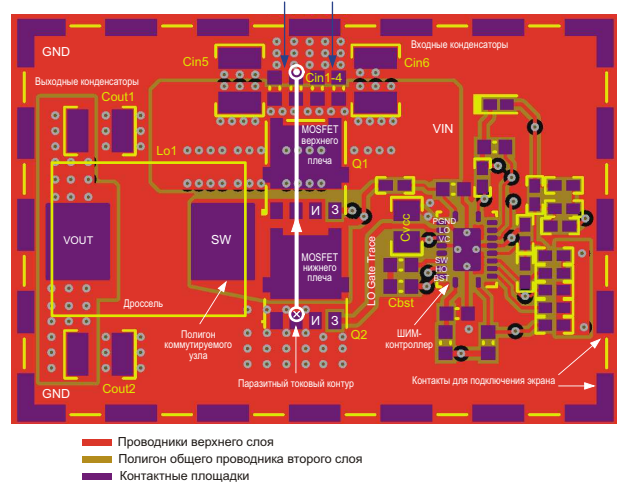 GND
Входные конденсаторы
Cin5
Cin6
Выходные конденсаторы
Cin1-4
Cout1
MOSFET
верхнего
плеча
VIN
Lo1
Q1
И
З
Cvcc
PGND
LO
VC
VOUT
SW
MOSFET
нижнего
плеча
LO Gate Trace
SW
HO
BST
Дроссель
Cbst
И
З
Полигон
коммутируемого
узла
Q2
ШИМ-
контроллер
Паразитный токовый контур
Контакты для подключения экрана
Cout2
GND
Проводники верхнего слоя
Полигон общего проводника второго слоя
Контактные площадки